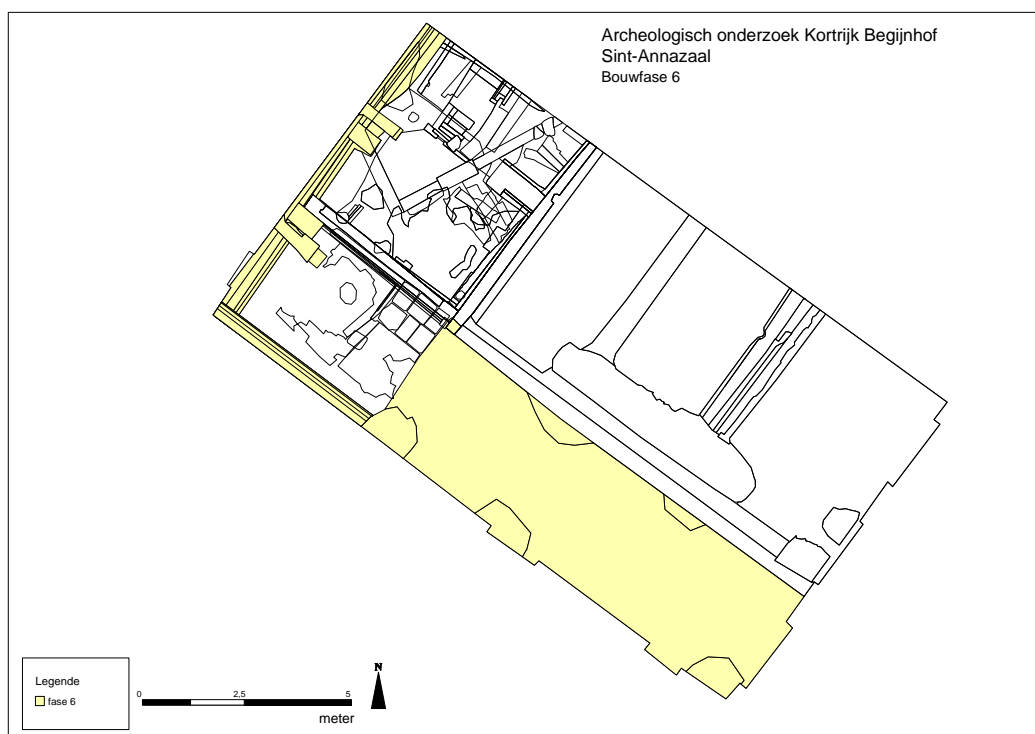 Archeologisch onderzoek Kortrijk Begijnhof
Sint-Annazaal
Bouwfase 6
Legende
fase 6
0 2,5 5
meter
N